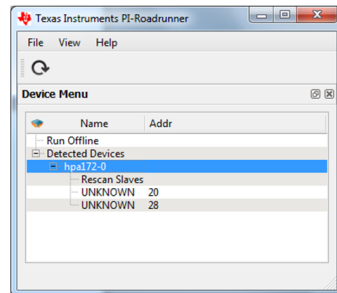 Texas Instruments PI-Roadrunner
File View Help
Device Menu
Name Addr
Run Offline
Detected Devices
hpa172-0
Rescan Slaves
UNKNOWN 20
UNKNOWN 28